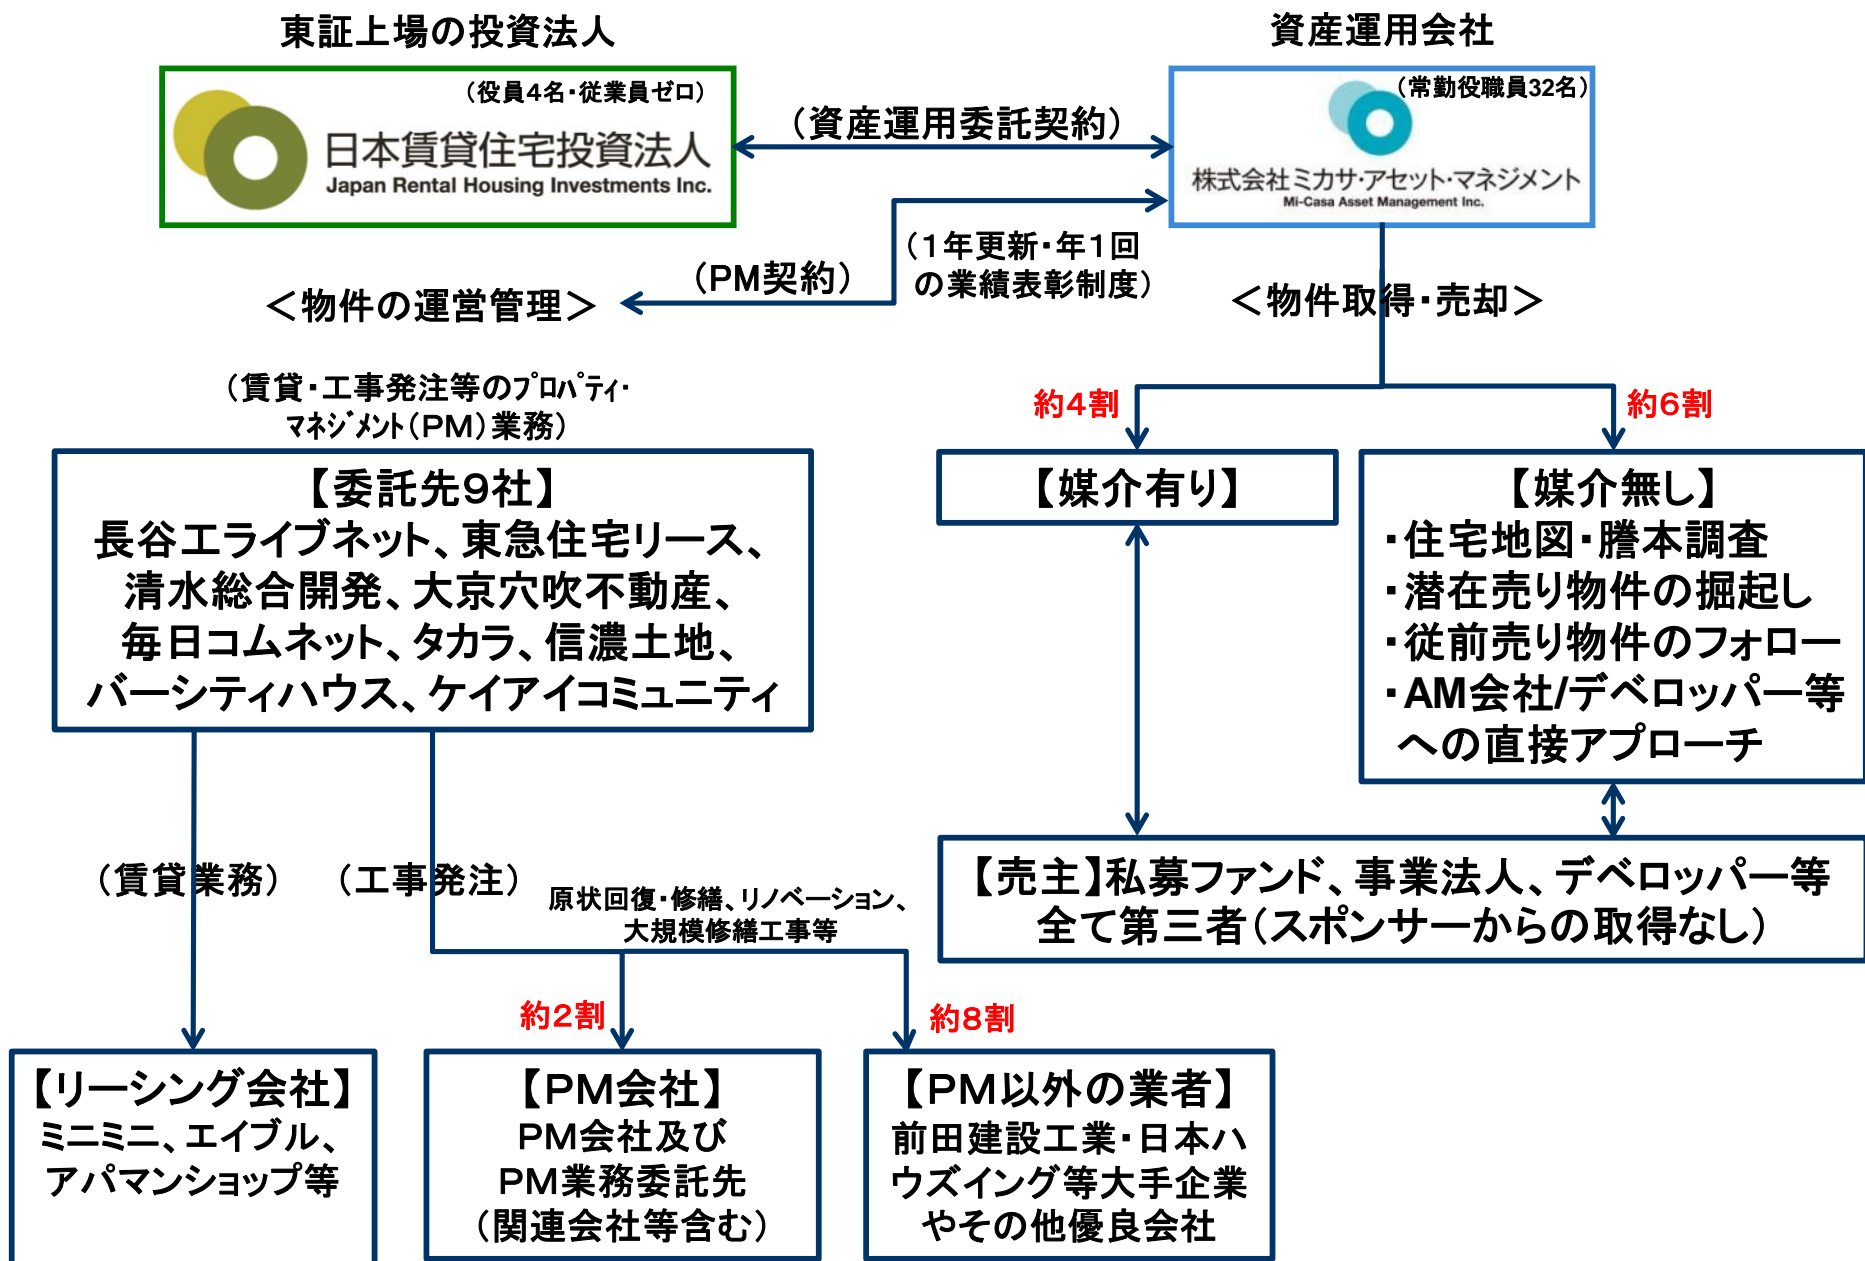 東証上場の投資法人
(役員4名・従業員ゼロ)
日本賃貸住宅投資法人
Japan Rental Housing Investments Inc.
資産運用会社
(常勤役職員32名)
株式会社ミカサ・アセット・マネジメント
Mi-Casa Asset Management Inc.
(資産運用委託契約)
(PM契約)
(1年更新・年1回
の業績表彰制度)
<物件の運営管理>
<物件取得・売却>
(賃貸・工事発注等のプロパティ・
マネジメント(PM)業務)
【委託先9社】
長谷エライブネット、東急住宅リース、
清水総合開発、大京穴吹不動産、
毎日コムネット、タカラ、信濃土地、
バーシティハウス、ケイアイコミュニティ
約4割
約6割
【媒介有り】
【媒介無し】
・住宅地図・謄本調査
・潜在売り物件の掘起し
・従前売り物件のフォロー
・AM会社/デベロッパー等
への直接アプローチ
【売主】私募ファンド、事業法人、デベロッパー等
全て第三者(スポンサーからの取得なし)
(賃貸業務)
(工事発注)
原状回復・修繕、リノベーション、
大規模修繕工事等
約2割
約8割
【リーシング会社】
ミニミニ、エイブル、
アパマンショップ等
【PM会社】
PM会社及び
PM業務委託先
(関連会社等含む)
【PM以外の業者】
前田建設工業・日本ハ
ウズイング等大手企業
やその他優良会社